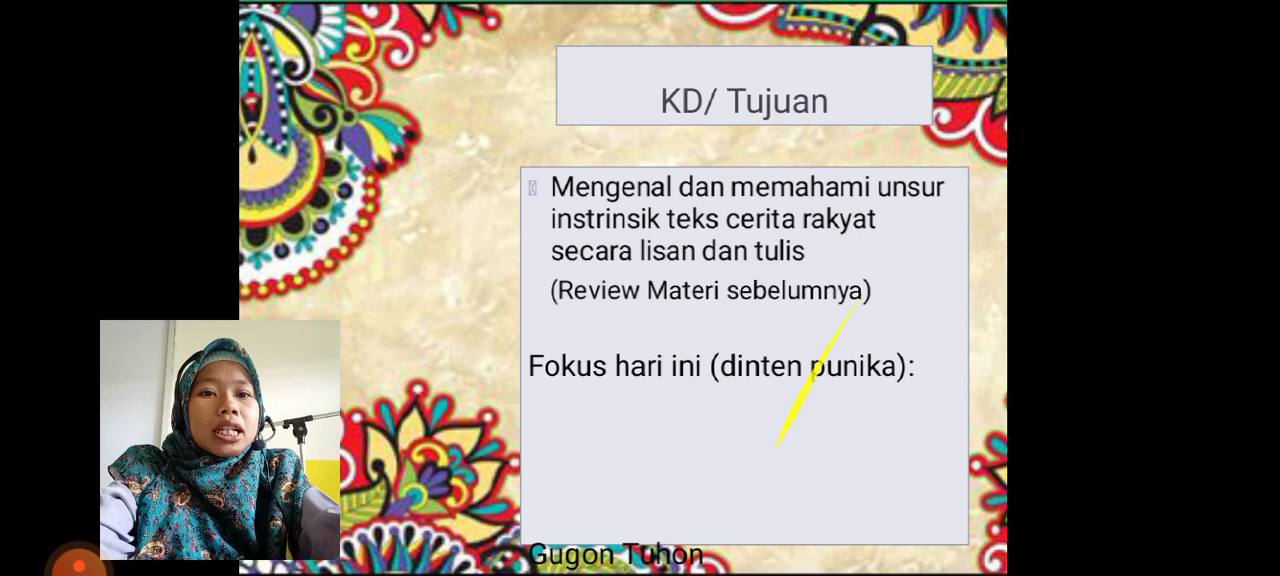 KD/ Tujuan
Mengenal dan memahami unsur
instrinsik teks cerita rakyat
secara lisan dan tulis
(Review Materi sebelumnya)
Fokus hari ini (dinten punika):
Gugon Tuhon